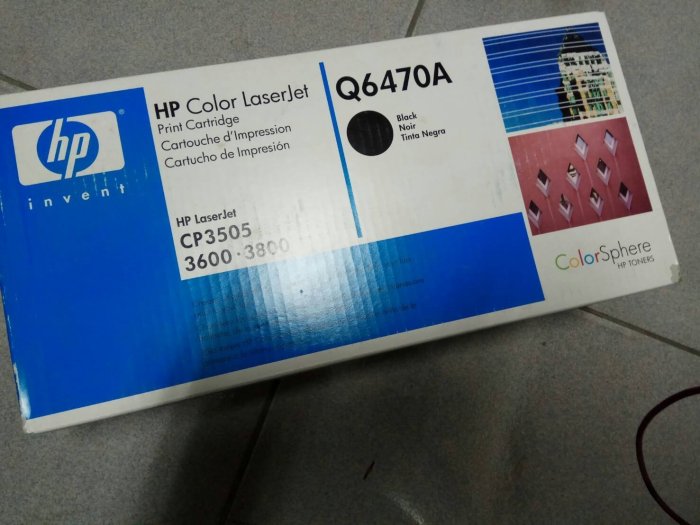 hp
invent
HP Color LaserJet
Print Cartridge
Cartouche d'Impression
Cartucho de Impresión
HP LaserJet
CP3505
3600 · 3800
Q6470A
Black
Noir
Tinta Negra
ColorSphere
HP TONERS